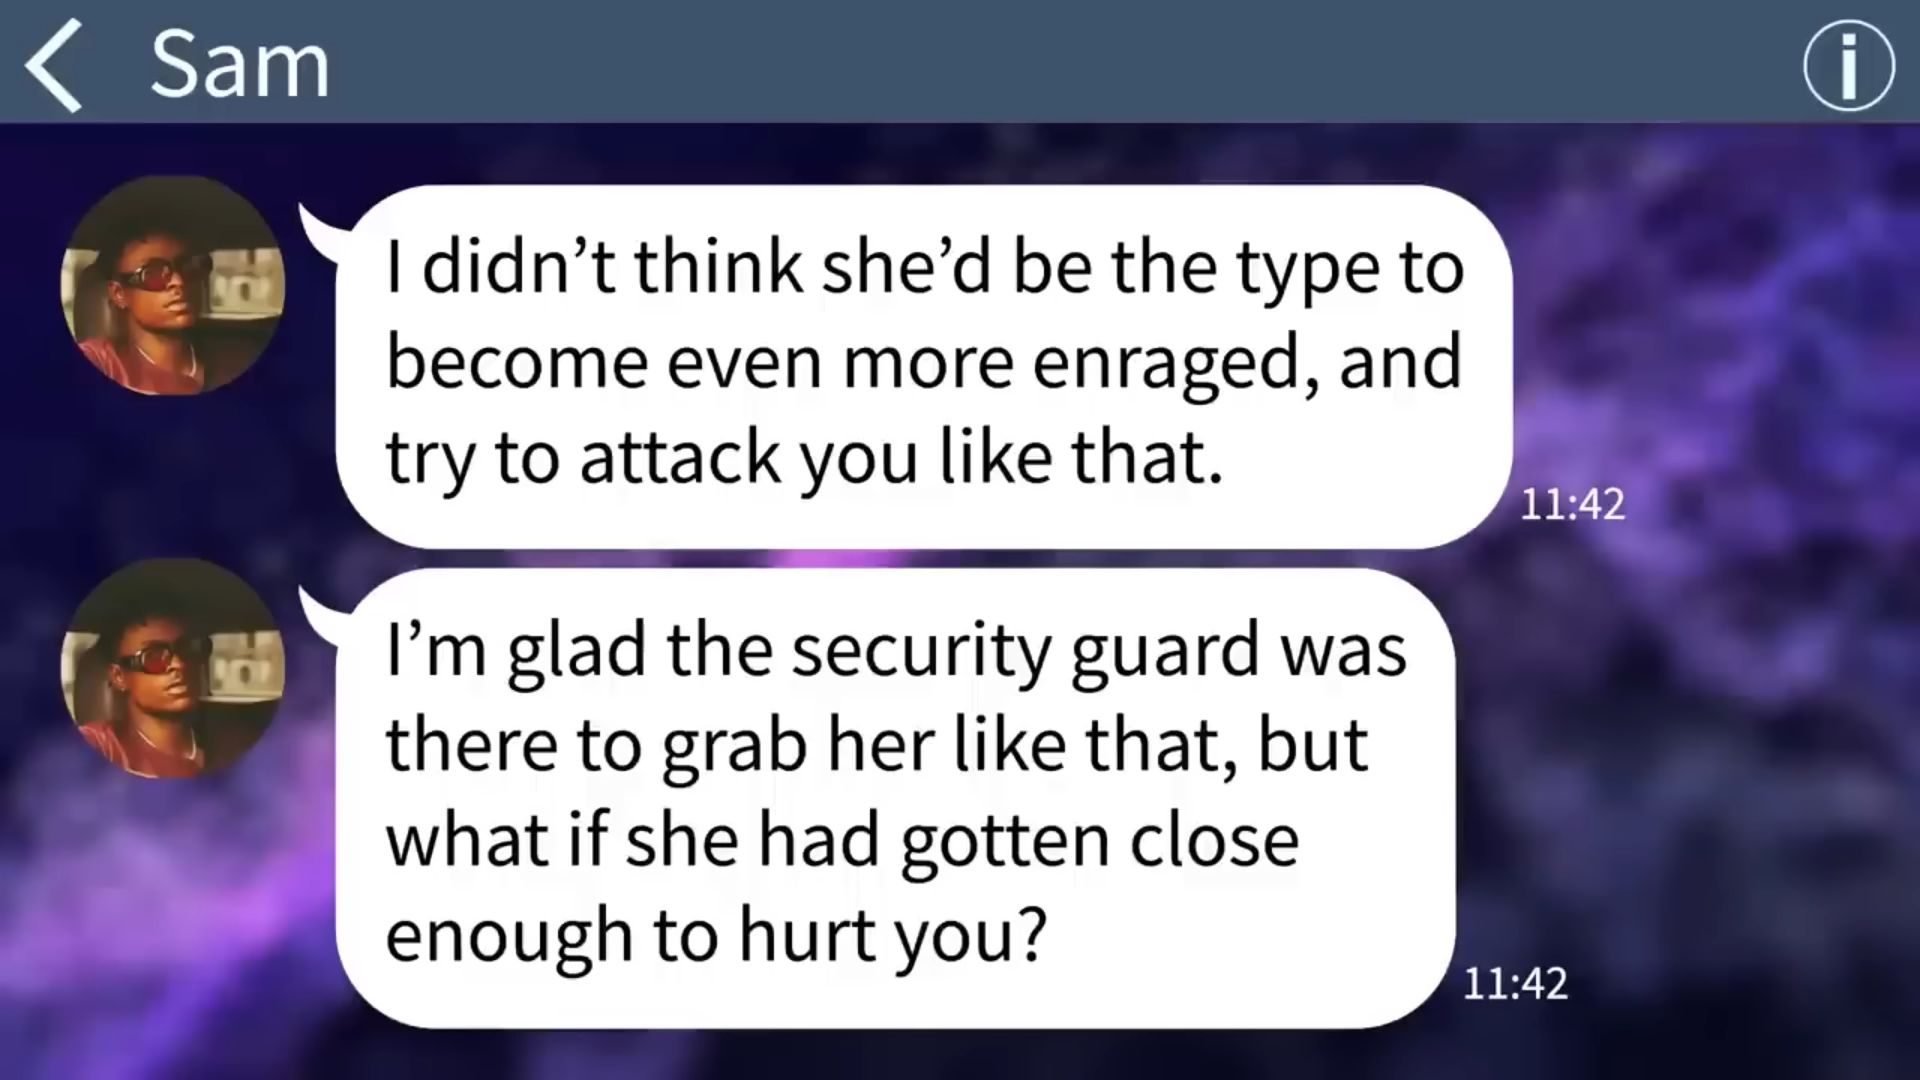 Sam
I didn’t think she’d be the type to
become even more enraged, and
try to attack you like that.
11:42
I’m glad the security guard was
there to grab her like that, but
what if she had gotten close
enough to hurt you?
11:42